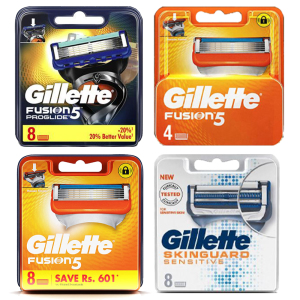 Gillette
FUSION5
PROGLIDE
8
-20%*
20% Better Value*
Gillette
FUSION5
4
Gillette
FUSION5
8
SAVE Rs. 601*
Gillette
NEW
SKINGUARD
SENSITIVE
TESTED
8